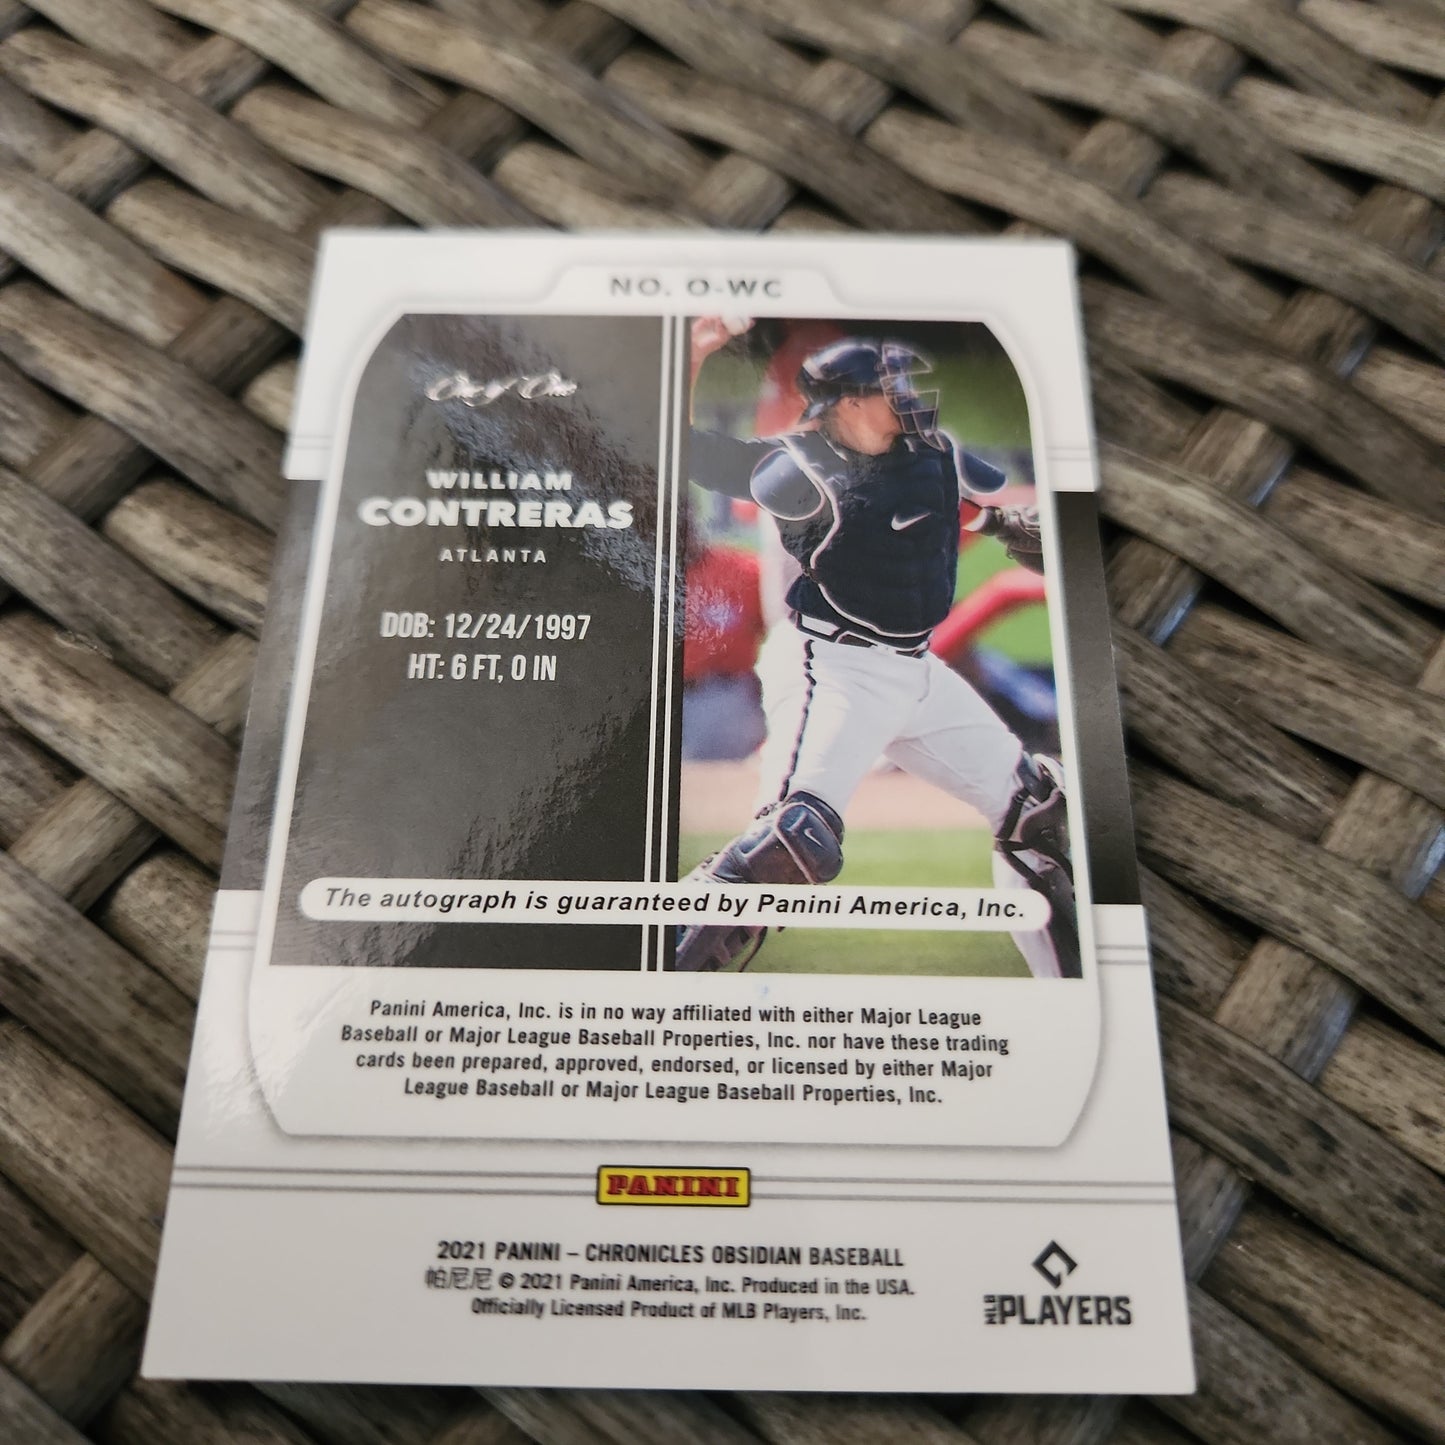 NO. O-WC
One of One
WILLIAM
CONTRERAS
ATLANTA
DOB: 12/24/1997
HT: 6 FT, 0 IN
The autograph is guaranteed by Panini America, Inc.
Panini America, Inc. is in no way affiliated with either Major League
Baseball or Major League Baseball Properties, Inc. nor have these trading
cards been prepared, approved, endorsed, or licensed by either Major
League Baseball or Major League Baseball Properties, Inc.
PANINI
2021 PANINI – CHRONICLES OBSIDIAN BASEBALL
帕尼尼 © 2021 Panini America, Inc. Produced in the USA.
Officially Licensed Product of MLB Players, Inc.
MLB PLAYERS